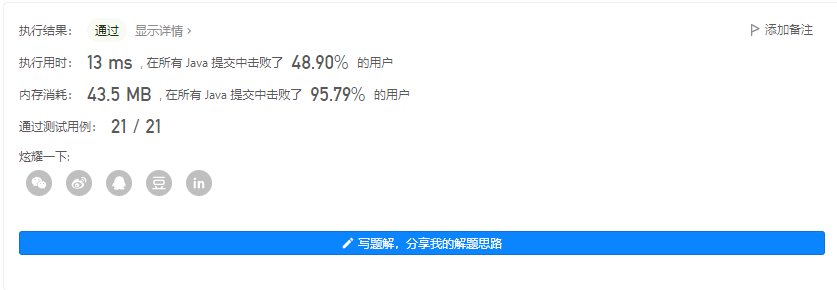 执行结果： 通过 显示详情 › 添加备注
执行用时： 13 ms , 在所有 Java 提交中击败了 48.90% 的用户
内存消耗： 43.5 MB , 在所有 Java 提交中击败了 95.79% 的用户
通过测试用例： 21 / 21
炫耀一下:
豆 in
写题解，分享我的解题思路